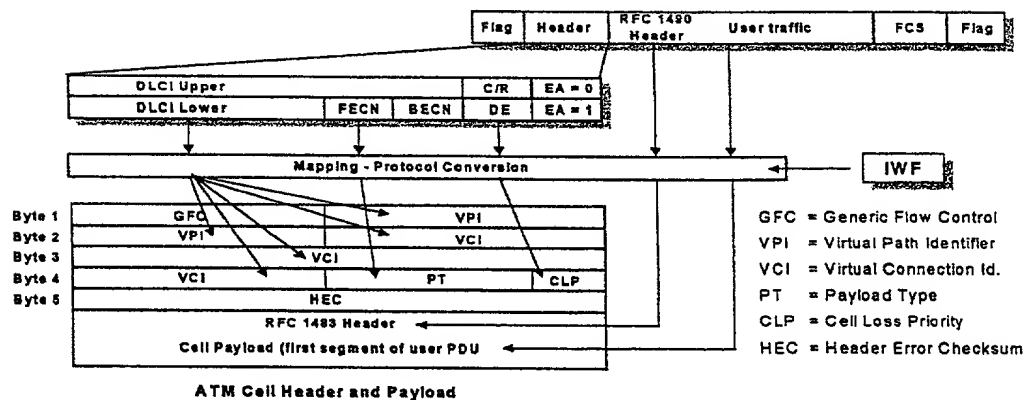 Flag Header RFC 1490 Header User traffic FCS Flag
DLCI Upper C/R EA = 0
DLCI Lower FECN BECN DE EA = 1
Mapping - Protocol Conversion
IWF
Byte 1 GFC VPI
Byte 2 VPI VCI
Byte 3 VCI
Byte 4 VCI PT CLP
Byte 5 HEC
RFC 1483 Header
Cell Payload (first segment of user PDU
ATM Cell Header and Payload
GFC = Generic Flow Control
VPI = Virtual Path Identifier
VCI = Virtual Connection Id.
PT = Payload Type
CLP = Cell Loss Priority
HEC = Header Error Checksum